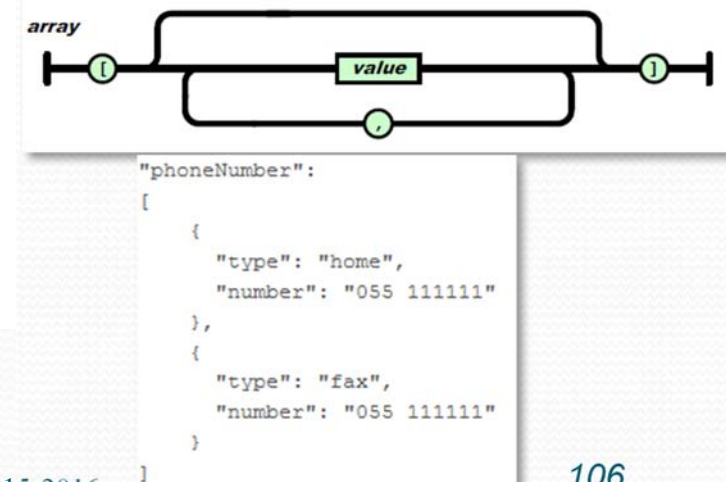 array
[ value ]
,
"phoneNumber":
[
{
"type": "home",
"number": "055 111111"
},
{
"type": "fax",
"number": "055 111111"
}
]
106